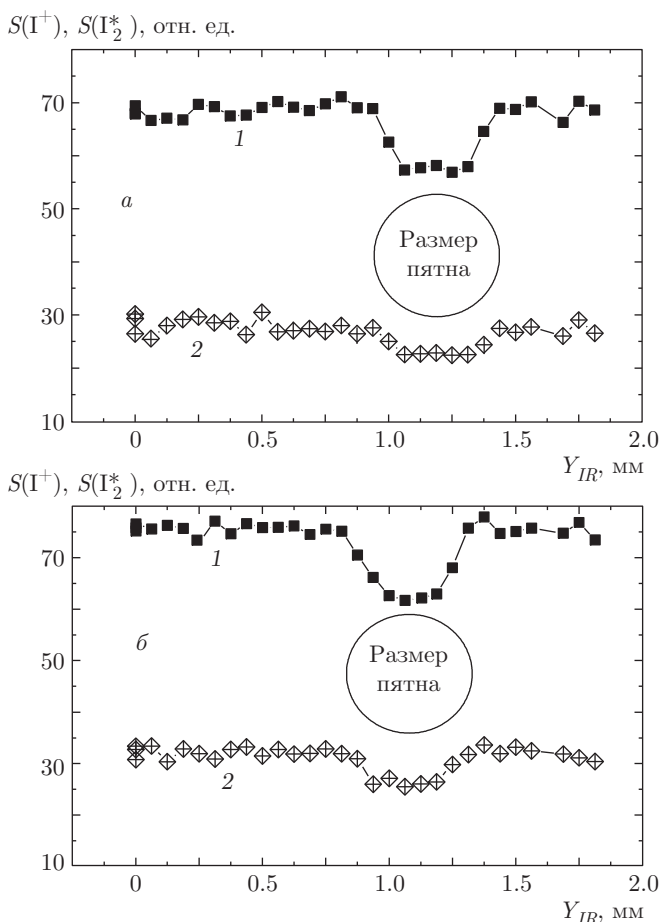 S(I⁺), S(I₂*), отн. ед.
70
1
а
50
Размер
пятна
30
2
10
0 0.5 1.0 1.5 2.0
Y_IR, мм
S(I⁺), S(I₂*), отн. ед.
70
1
б
50
Размер
пятна
30
2
10
0 0.5 1.0 1.5 2.0
Y_IR, мм